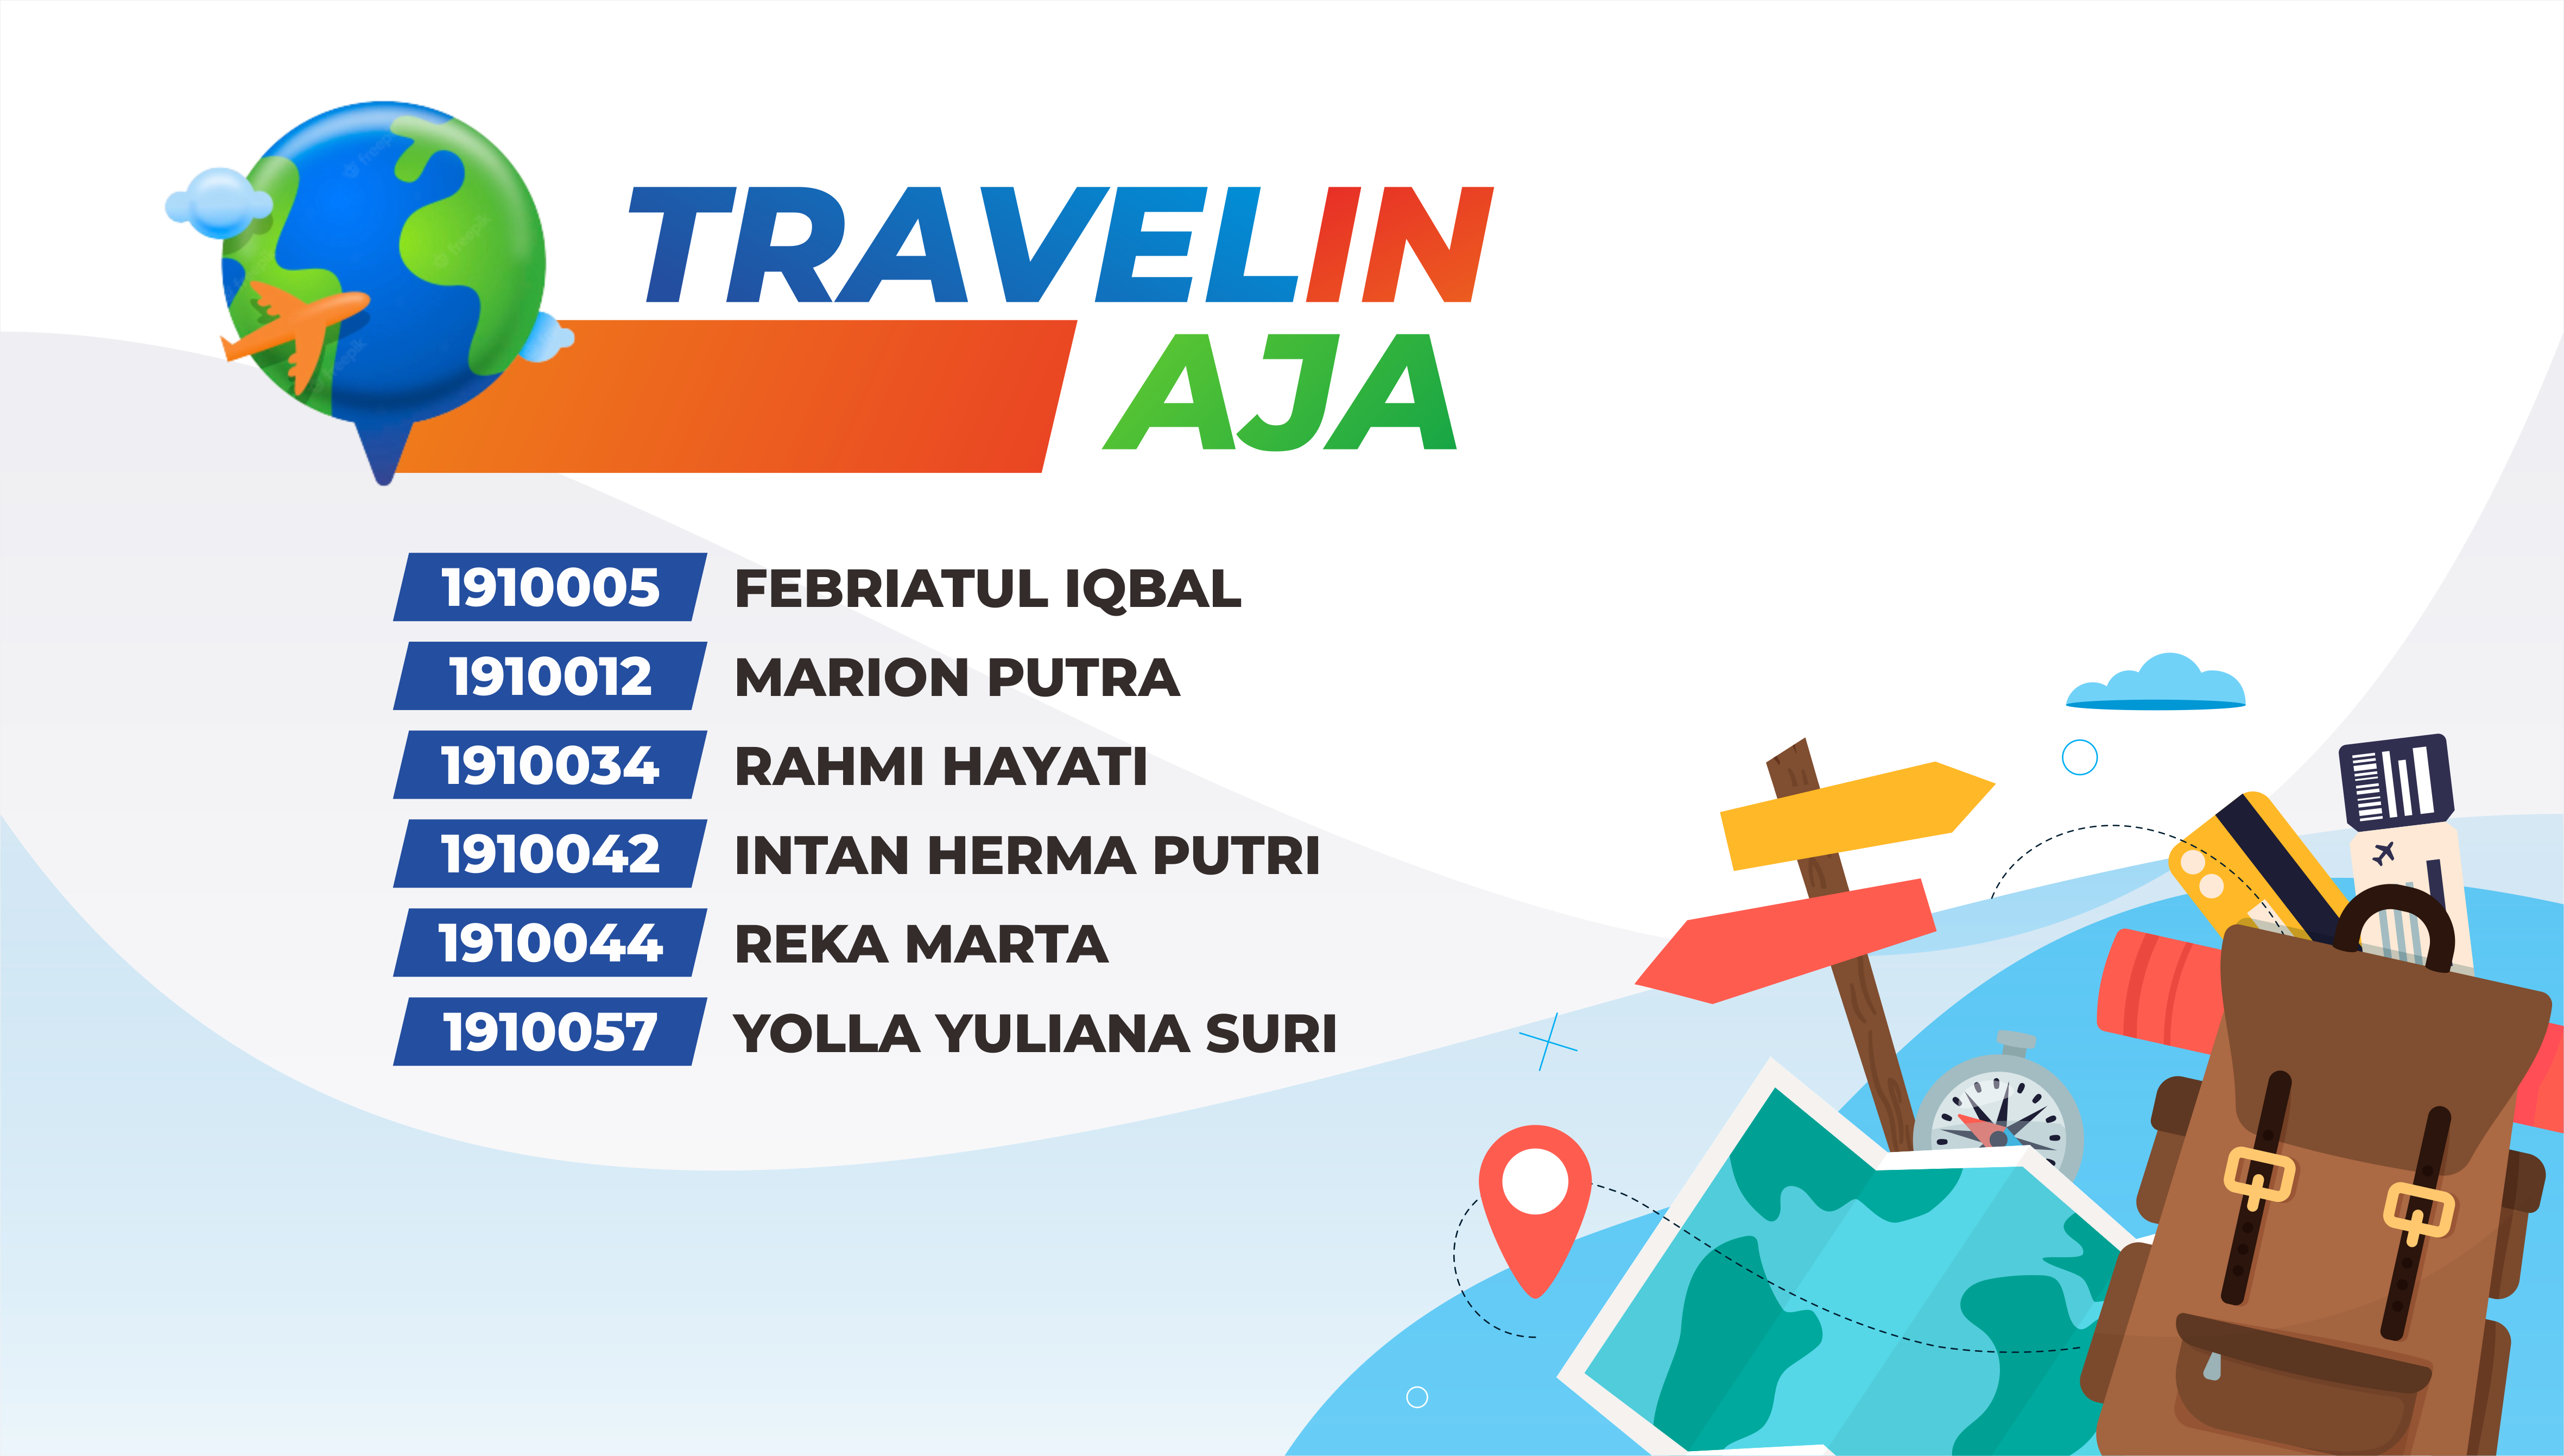 TRAVELIN
AJA
1910005 FEBRIATUL IQBAL
1910012 MARION PUTRA
1910034 RAHMI HAYATI
1910042 INTAN HERMA PUTRI
1910044 REKA MARTA
1910057 YOLLA YULIANA SURI